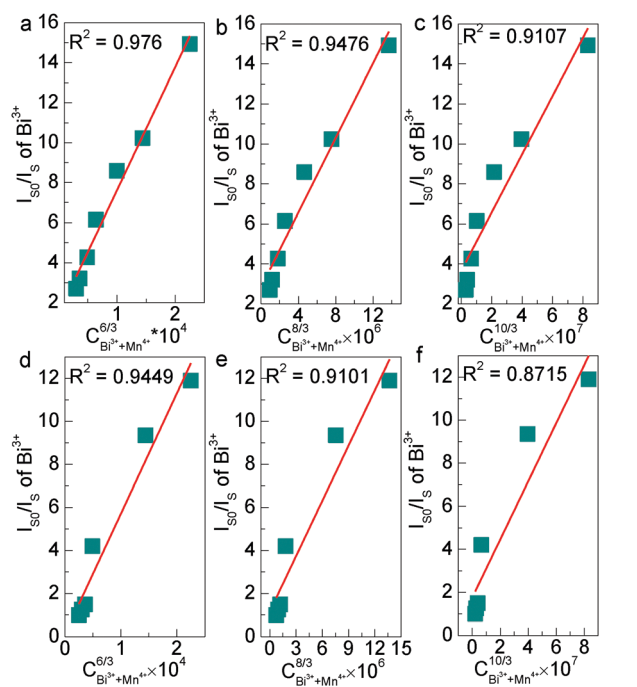 a
R² = 0.976
16
14
12
10
8
6
4
2
I_S0/I_S of Bi³⁺
1 2
C^6/3_Bi³⁺+Mn⁴⁺*10⁴
b
R² = 0.9476
16
14
12
10
8
6
4
2
I_S0/I_S of Bi³⁺
0 4 8 12
C^8/3_Bi³⁺+Mn⁴⁺×10⁶
c
R² = 0.9107
16
14
12
10
8
6
4
2
I_S0/I_S of Bi³⁺
0 2 4 6 8
C^10/3_Bi³⁺+Mn⁴⁺×10⁷
d
R² = 0.9449
12
10
8
6
4
2
0
I_S0/I_S of Bi³⁺
0 1 2
C^6/3_Bi³⁺+Mn⁴⁺×10⁴
e
R² = 0.9101
12
10
8
6
4
2
0
I_S0/I_S of Bi³⁺
0 3 6 9 12 15
C^8/3_Bi³⁺+Mn⁴⁺×10⁶
f
R² = 0.8715
12
10
8
6
4
2
0
I_S0/I_S of Bi³⁺
0 2 4 6 8
C^10/3_Bi³⁺+Mn⁴⁺×10⁷